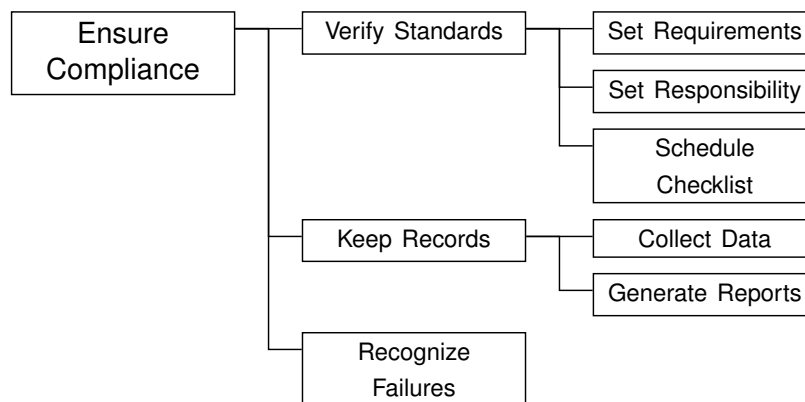 Ensure
Compliance
Verify Standards
Set Requirements
Set Responsibility
Schedule
Checklist
Keep Records
Collect Data
Generate Reports
Recognize
Failures